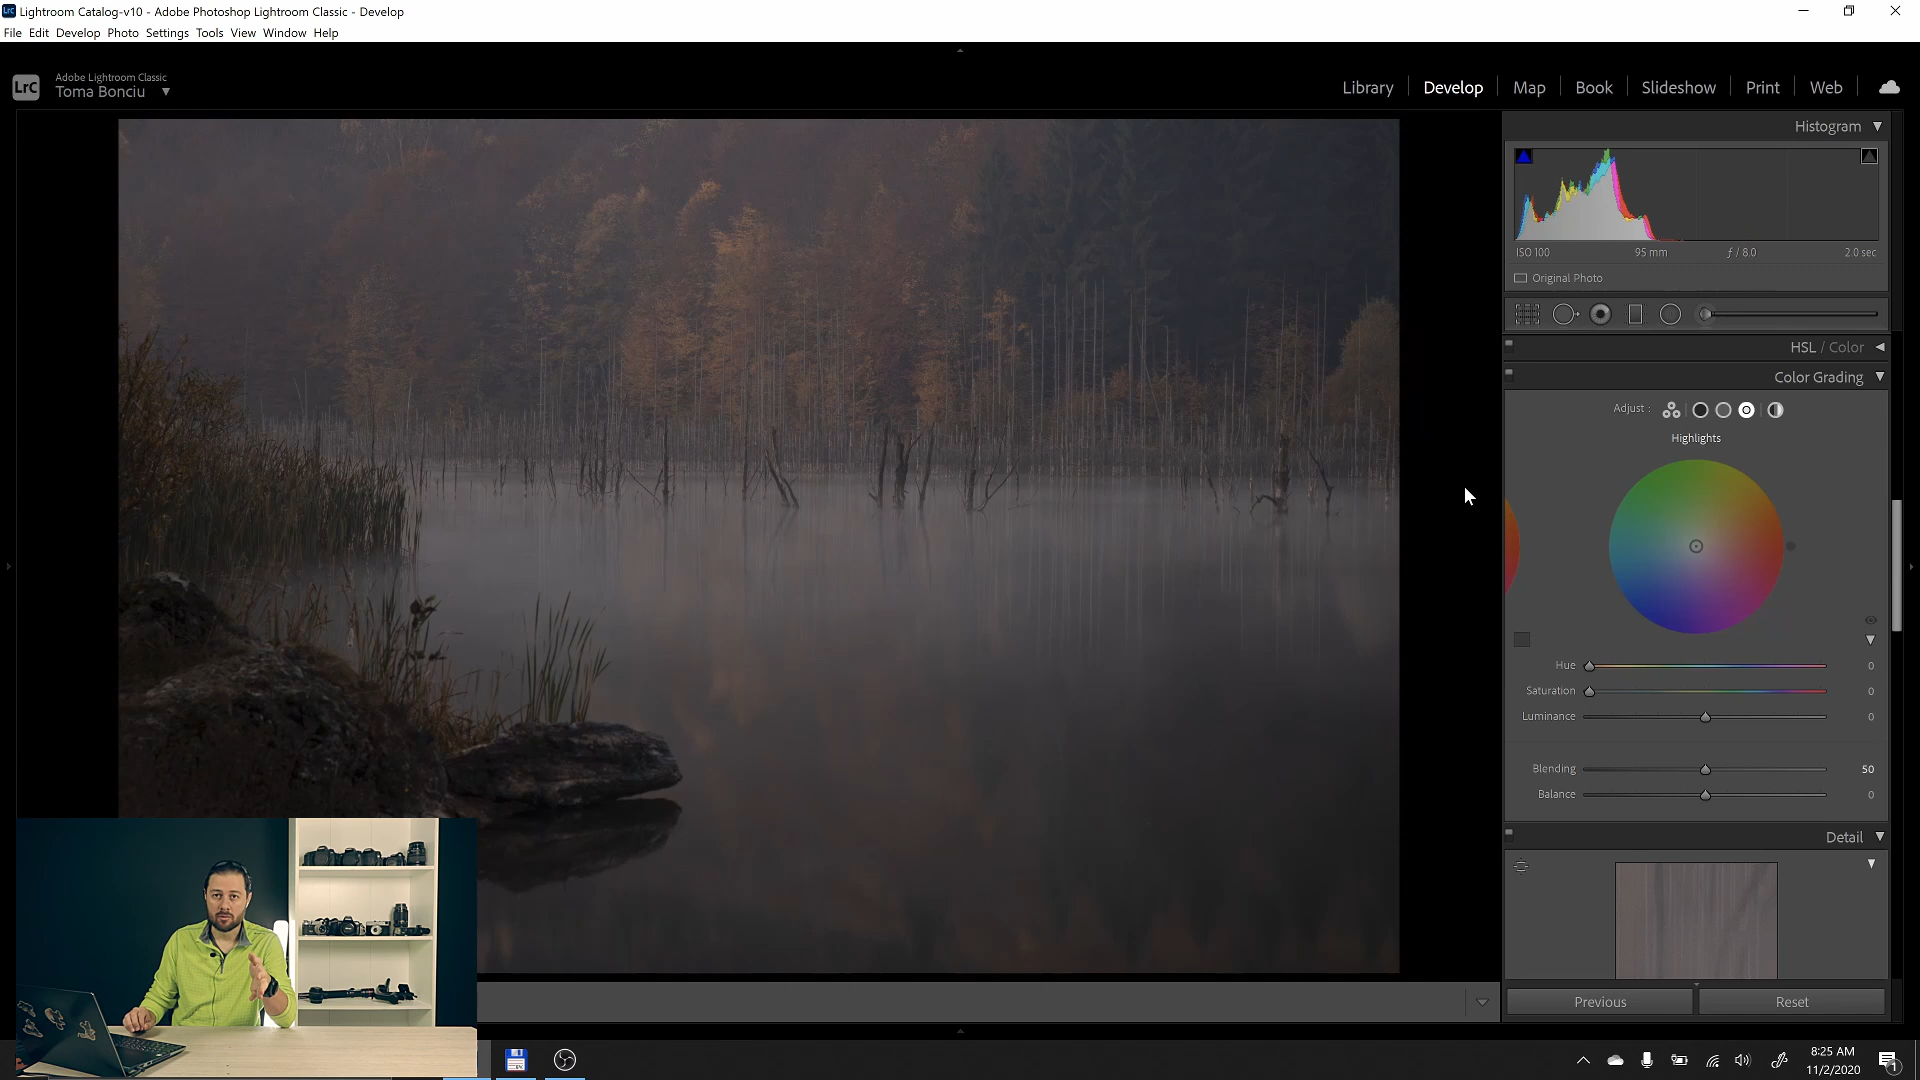 Lightroom Catalog-v10 - Adobe Photoshop Lightroom Classic - Develop
File Edit Develop Photo Settings Tools View Window Help
LrC
Adobe Lightroom Classic
Toma Bonciu
Library
Develop
Map
Book
Slideshow
Print
Web
Histogram
ISO 100 95 mm ƒ / 8.0 2.0 sec
Original Photo
HSL / Color
Color Grading
Adjust :
Highlights
Hue 0
Saturation 0
Luminance 0
Blending 50
Balance 0
Detail
Previous
Reset
8:25 AM
11/2/2020
1